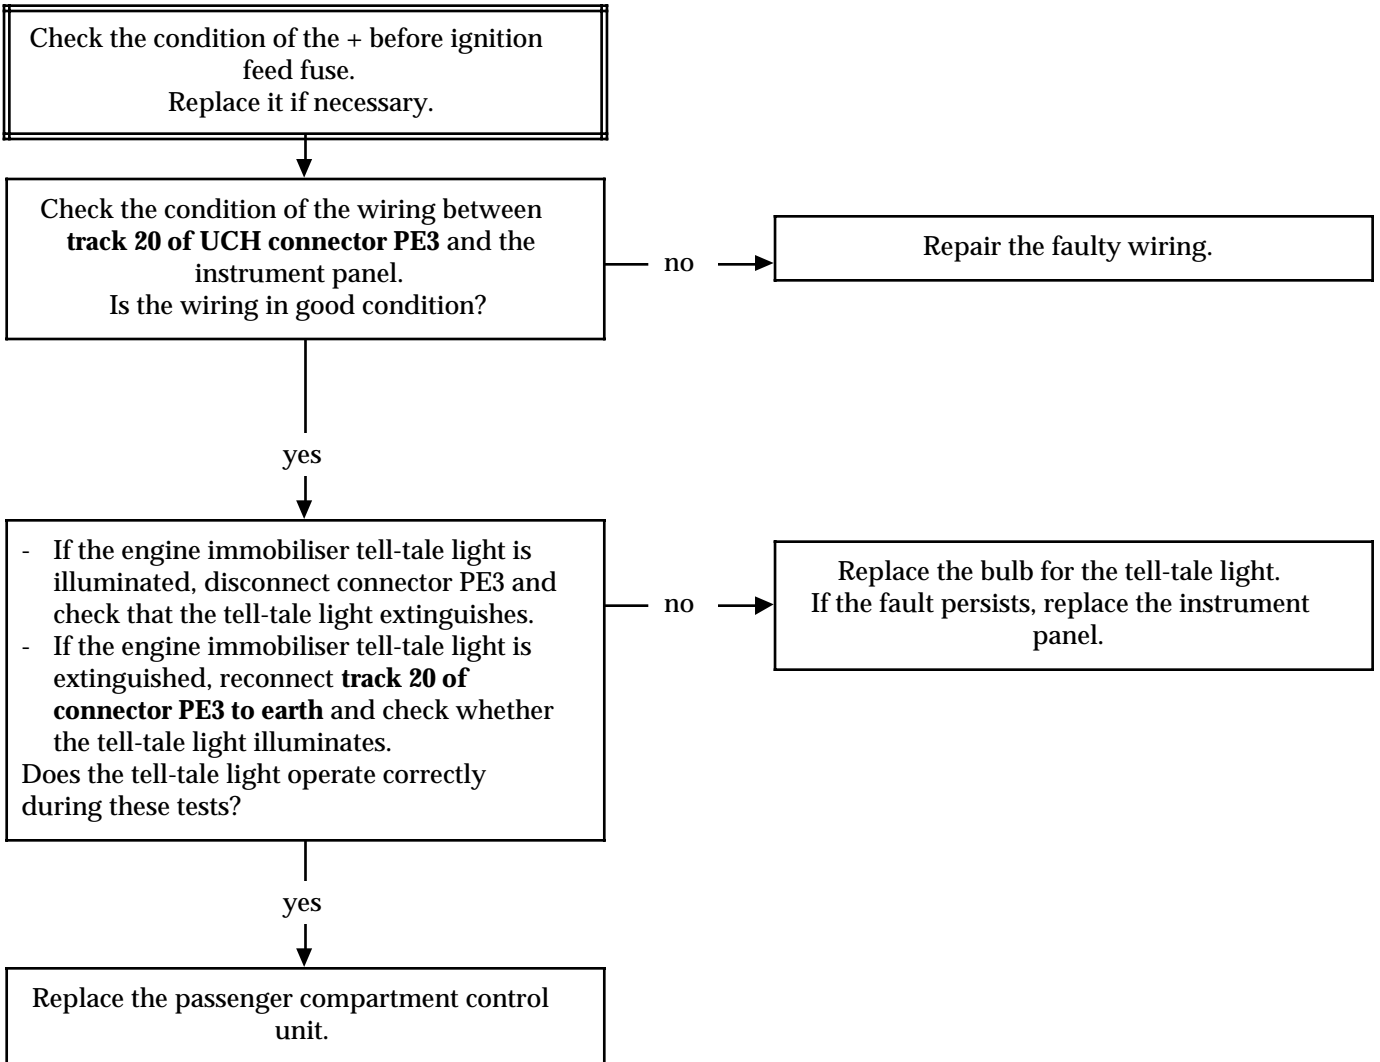 Check the condition of the + before ignition
feed fuse.
Replace it if necessary.
Check the condition of the wiring between
track 20 of UCH connector PE3 and the
instrument panel.
Is the wiring in good condition?
no
Repair the faulty wiring.
yes
- If the engine immobiliser tell-tale light is
illuminated, disconnect connector PE3 and
check that the tell-tale light extinguishes.
- If the engine immobiliser tell-tale light is
extinguished, reconnect track 20 of
connector PE3 to earth and check whether
the tell-tale light illuminates.
Does the tell-tale light operate correctly
during these tests?
no
Replace the bulb for the tell-tale light.
If the fault persists, replace the instrument
panel.
yes
Replace the passenger compartment control
unit.